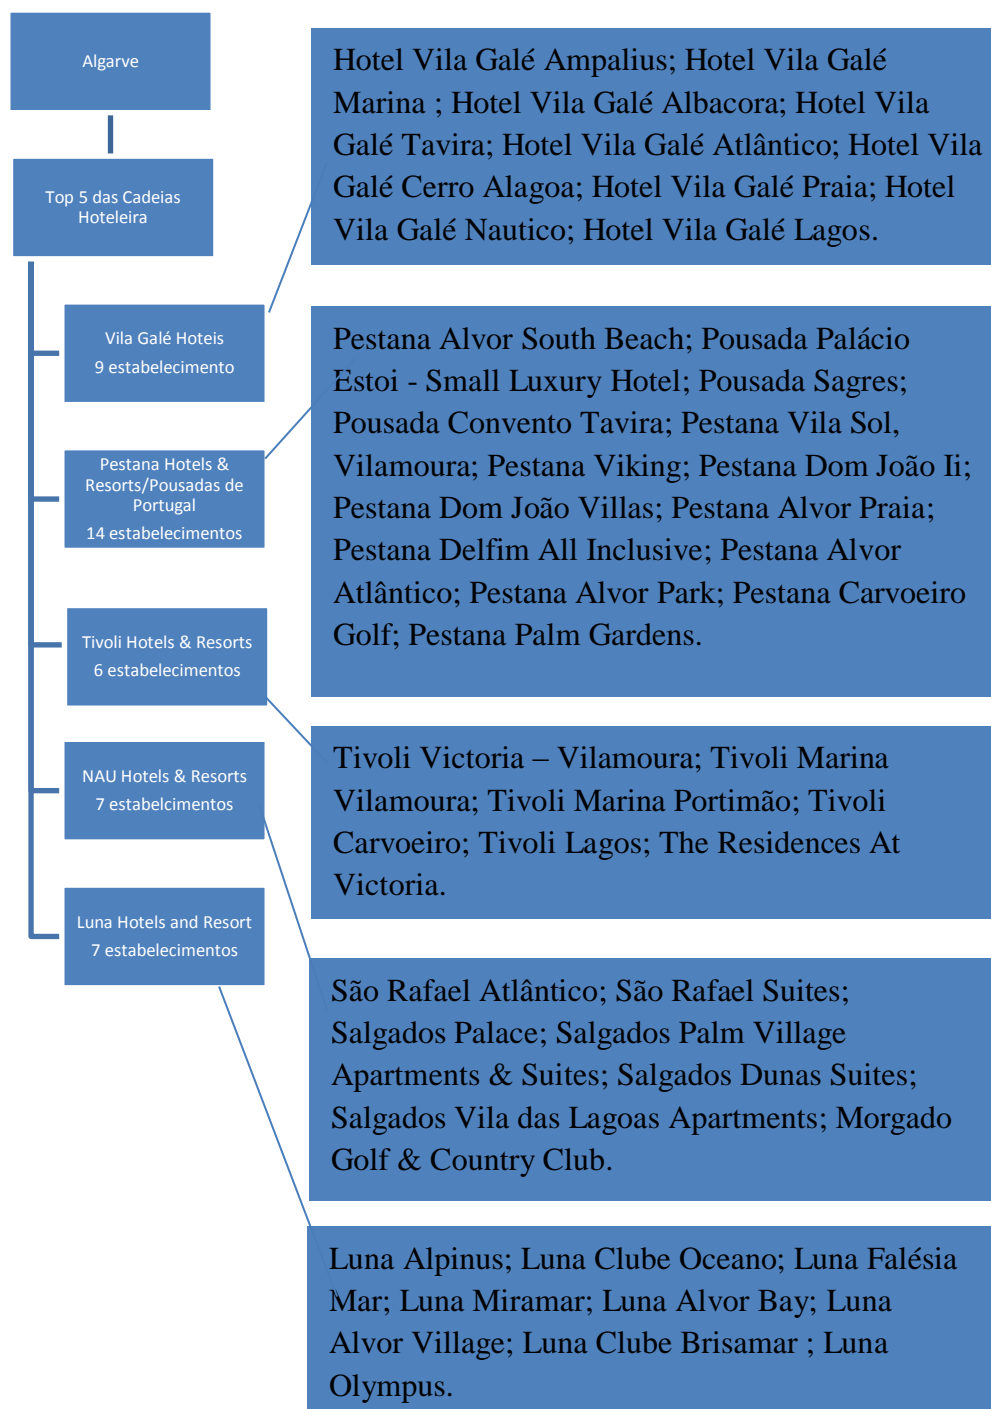 Algarve
Top 5 das Cadeias
Hoteleira
Vila Galé Hoteis
9 estabelecimento
Pestana Hotels &
Resorts/Pousadas de
Portugal
14 estabelecimentos
Tivoli Hotels & Resorts
6 estabelecimentos
NAU Hotels & Resorts
7 estabelcimentos
Luna Hotels and Resort
7 estabelecimentos
Hotel Vila Galé Ampalius; Hotel Vila Galé
Marina ; Hotel Vila Galé Albacora; Hotel Vila
Galé Tavira; Hotel Vila Galé Atlântico; Hotel Vila
Galé Cerro Alagoa; Hotel Vila Galé Praia; Hotel
Vila Galé Nautico; Hotel Vila Galé Lagos.
Pestana Alvor South Beach; Pousada Palácio
Estoi - Small Luxury Hotel; Pousada Sagres;
Pousada Convento Tavira; Pestana Vila Sol,
Vilamoura; Pestana Viking; Pestana Dom João Ii;
Pestana Dom João Villas; Pestana Alvor Praia;
Pestana Delfim All Inclusive; Pestana Alvor
Atlântico; Pestana Alvor Park; Pestana Carvoeiro
Golf; Pestana Palm Gardens.
Tivoli Victoria – Vilamoura; Tivoli Marina
Vilamoura; Tivoli Marina Portimão; Tivoli
Carvoeiro; Tivoli Lagos; The Residences At
Victoria.
São Rafael Atlântico; São Rafael Suites;
Salgados Palace; Salgados Palm Village
Apartments & Suites; Salgados Dunas Suites;
Salgados Vila das Lagoas Apartments; Morgado
Golf & Country Club.
Luna Alpinus; Luna Clube Oceano; Luna Falésia
Mar; Luna Miramar; Luna Alvor Bay; Luna
Alvor Village; Luna Clube Brisamar ; Luna
Olympus.